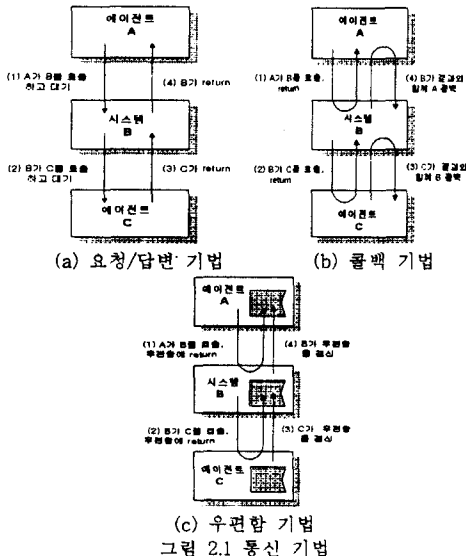 에이전트
A
(1) A가 B를 호출
하고 대기
(4) B가 return
시스템
B
(2) B가 C를 호출
하고 대기
(3) C가 return
에이전트
C
(a) 요청/답변 기법
에이전트
A
(1) A가 B를 호출,
return
(4) B가 결과와
함께 A 콜백
시스템
B
(2) B가 C를 호출,
return
(3) C가 결과와
함께 B 콜백
에이전트
C
(b) 콜백 기법
에이전트
A
(1) A가 B를 호출,
우편함에 return
(4) B가 우편함
을 갱신
시스템
B
(2) B가 C를 호출,
우편함에 return
(3) C가 우편함
을 갱신
에이전트
C
(c) 우편함 기법
그림 2.1 통신 기법